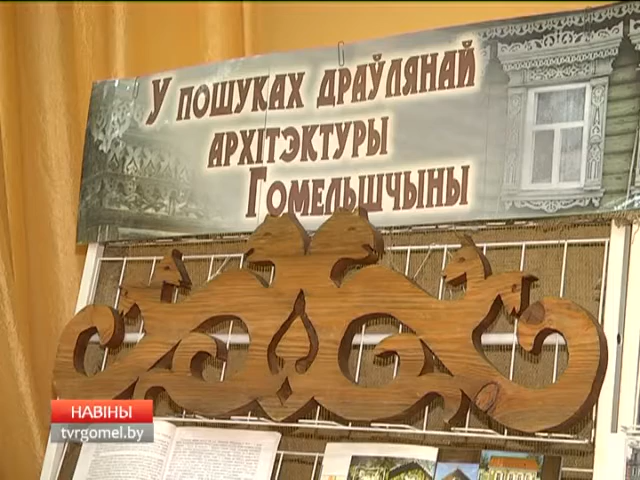 У пошуках драўлянай
архітэктуры
Гомельшчыны
НАВІНЫ
tvrgomel.by